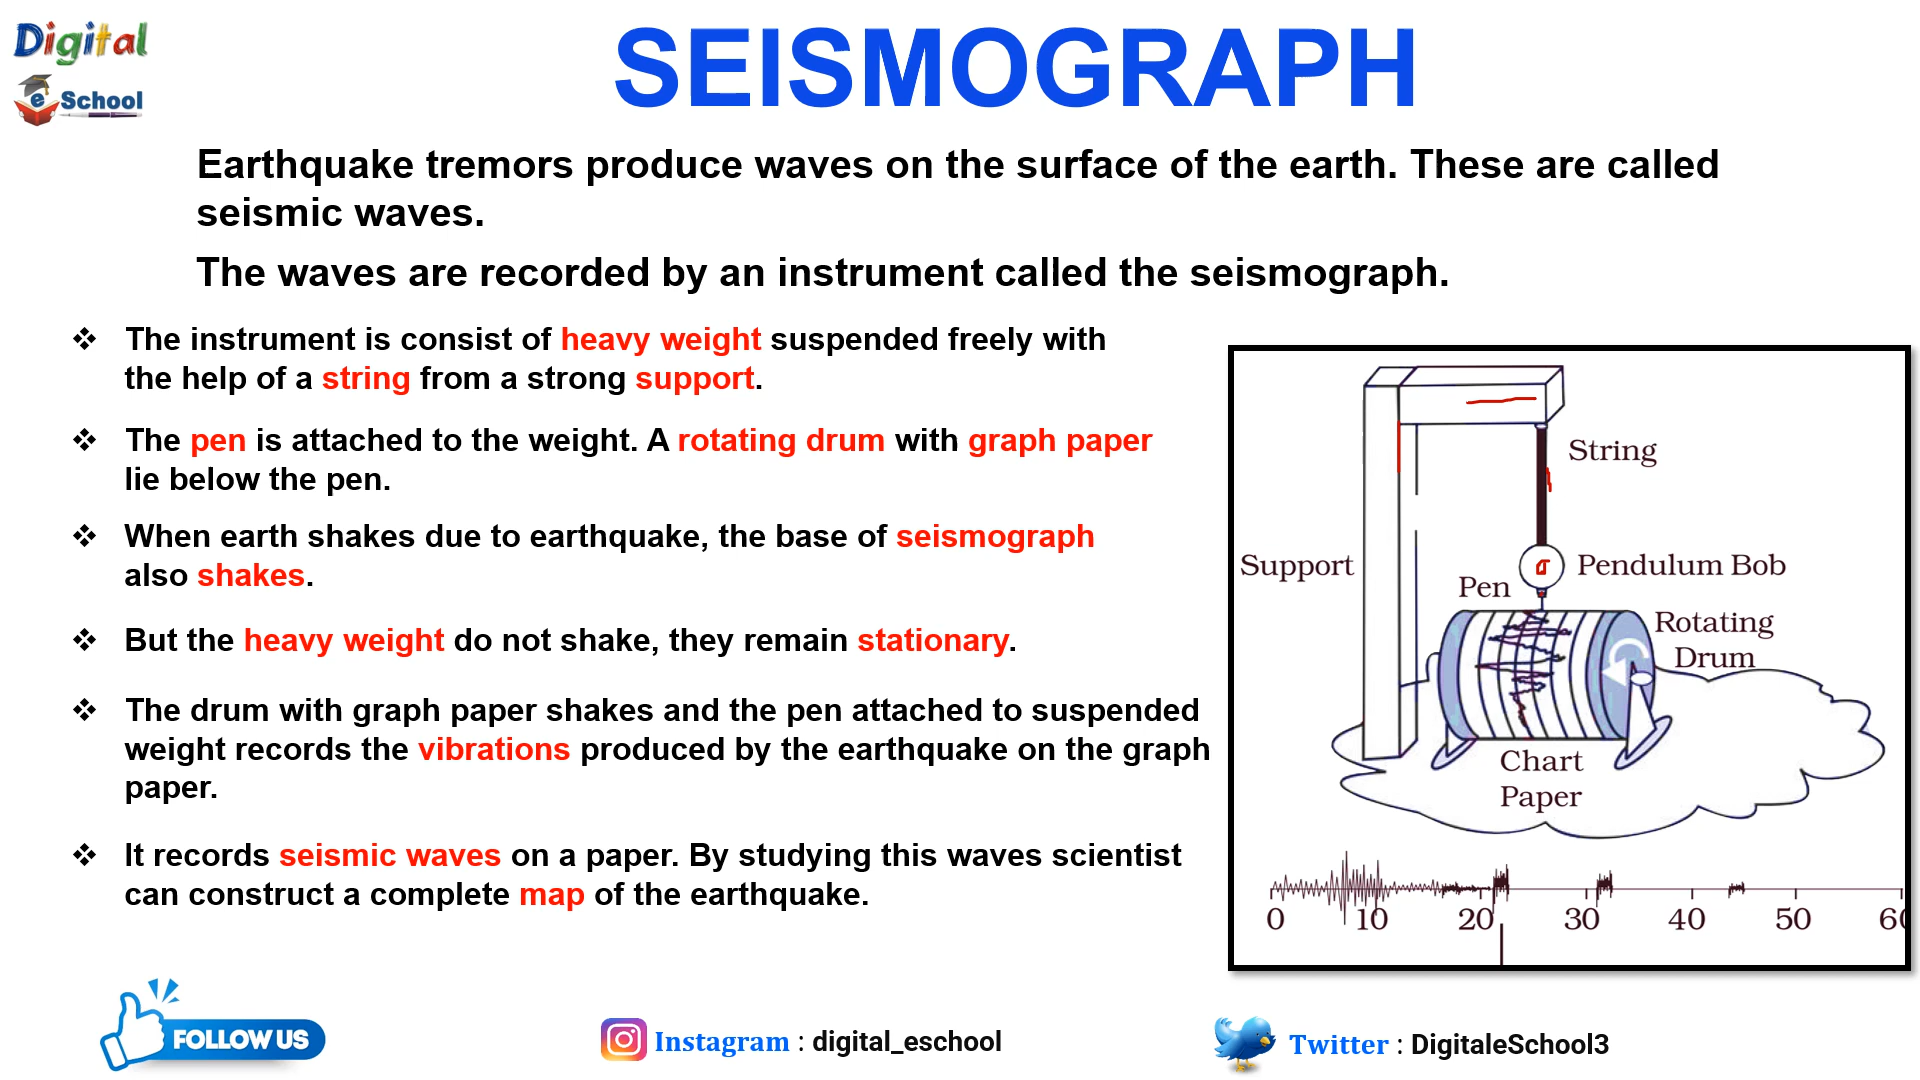 Digital
e School
SEISMOGRAPH
Earthquake tremors produce waves on the surface of the earth. These are called
seismic waves.
The waves are recorded by an instrument called the seismograph.
❖ The instrument is consist of heavy weight suspended freely with
the help of a string from a strong support.
❖ The pen is attached to the weight. A rotating drum with graph paper
lie below the pen.
❖ When earth shakes due to earthquake, the base of seismograph
also shakes.
❖ But the heavy weight do not shake, they remain stationary.
❖ The drum with graph paper shakes and the pen attached to suspended
weight records the vibrations produced by the earthquake on the graph
paper.
❖ It records seismic waves on a paper. By studying this waves scientist
can construct a complete map of the earthquake.
String
Support
Pendulum Bob
Pen
Rotating
Drum
Chart
Paper
0 10 20 30 40 50 60
FOLLOW US
Instagram : digital_eschool
Twitter : DigitaleSchool3